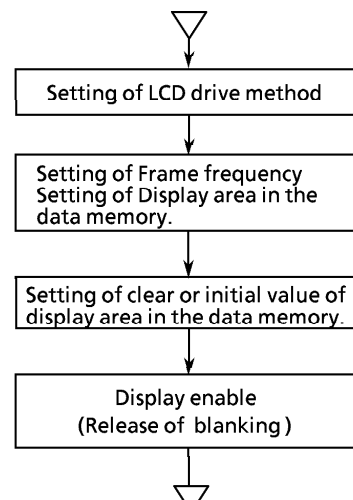 Setting of LCD drive method
Setting of Frame frequency
Setting of Display area in the
data memory.
Setting of clear or initial value of
display area in the data memory.
Display enable
(Release of blanking)